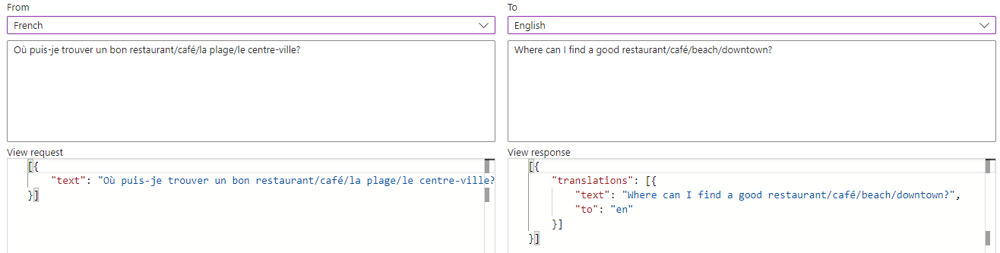 From
French
Où puis-je trouver un bon restaurant/café/la plage/le centre-ville?
View request
[{
"text": "Où puis-je trouver un bon restaurant/café/la plage/le centre-ville?
}]
To
English
Where can I find a good restaurant/café/beach/downtown?
View response
[{
"translations": [{
"text": "Where can I find a good restaurant/café/beach/downtown?",
"to": "en"
}]
}]